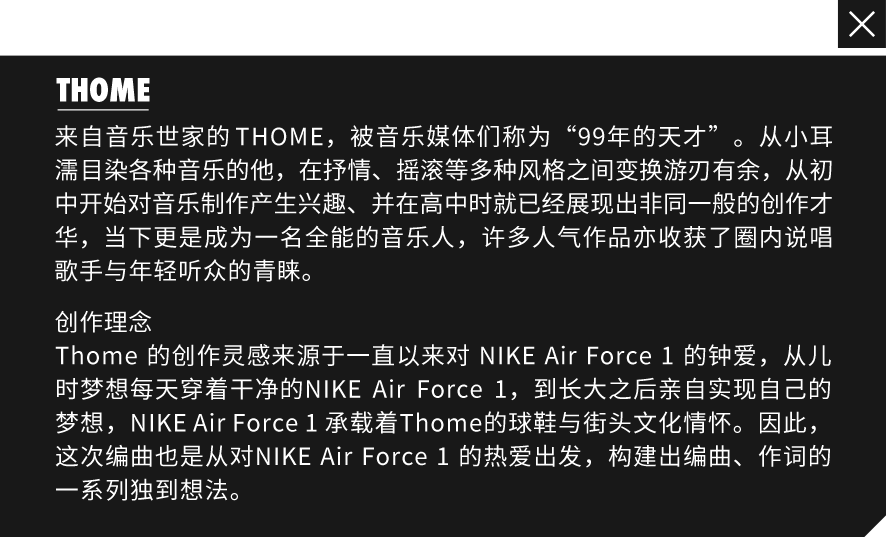 THOME
来自音乐世家的 THOME，被音乐媒体们称为“99年的天才”。从小耳
濡目染各种音乐的他，在抒情、摇滚等多种风格之间变换游刃有余，从初
中开始对音乐制作产生兴趣、并在高中时就已经展现出非同一般的创作才
华，当下更是成为一名全能的音乐人，许多人气作品亦收获了圈内说唱
歌手与年轻听众的青睐。
创作理念
Thome 的创作灵感来源于一直以来对 NIKE Air Force 1 的钟爱，从儿
时梦想每天穿着干净的NIKE Air Force 1，到长大之后亲自实现自己的
梦想，NIKE Air Force 1 承载着Thome的球鞋与街头文化情怀。因此，
这次编曲也是从对NIKE Air Force 1 的热爱出发，构建出编曲、作词的
一系列独到想法。